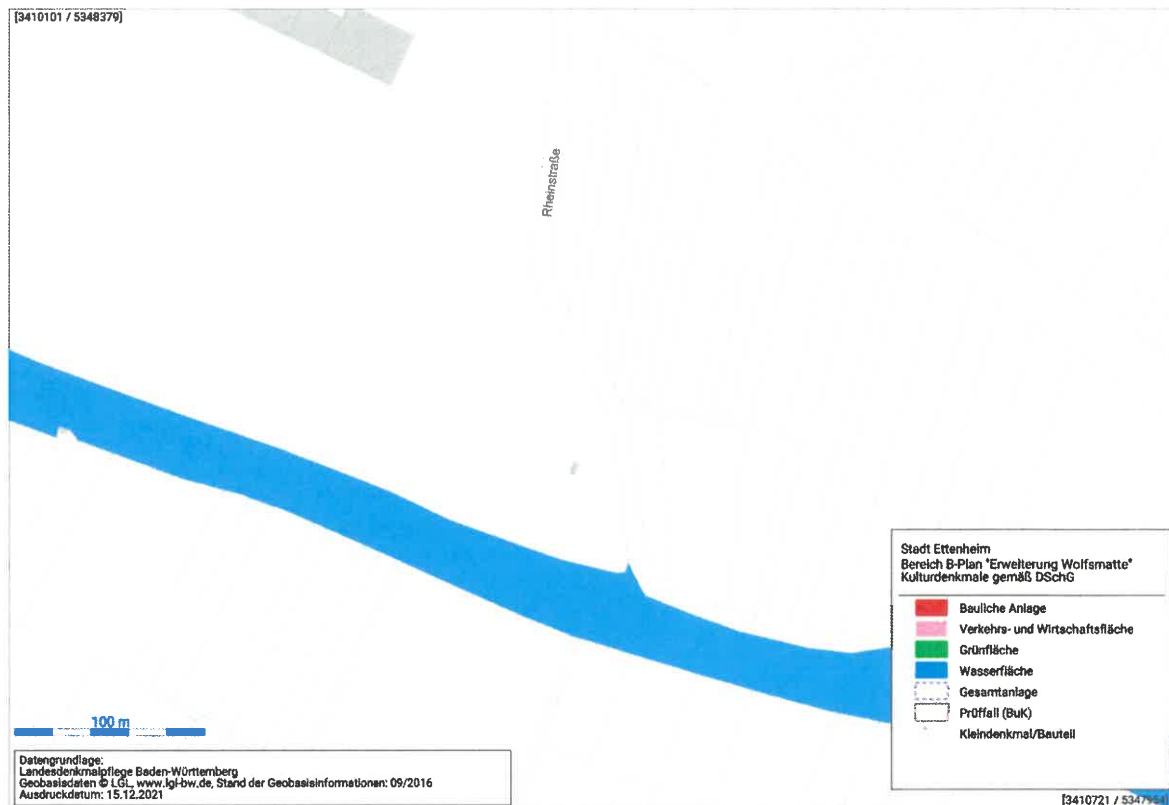 [3410101 / 5348379]
Rheinstraße
Stadt Ettenheim
Bereich B-Plan "Erweiterung Wolfsmatte"
Kulturdenkmale gemäß DSchG
Bauliche Anlage
Verkehrs- und Wirtschaftsfläche
Grünfläche
Wasserfläche
Gesamtanlage
Prüffall (BuK)
Kleindenkmal/Bauteil
100 m
Datengrundlage:
Landesdenkmalpflege Baden-Württemberg
Geobasisdaten © LGL, www.lgl-bw.de, Stand der Geobasisinformationen: 09/2016
Ausdruckdatum: 15.12.2021
[3410721 / 5347954]